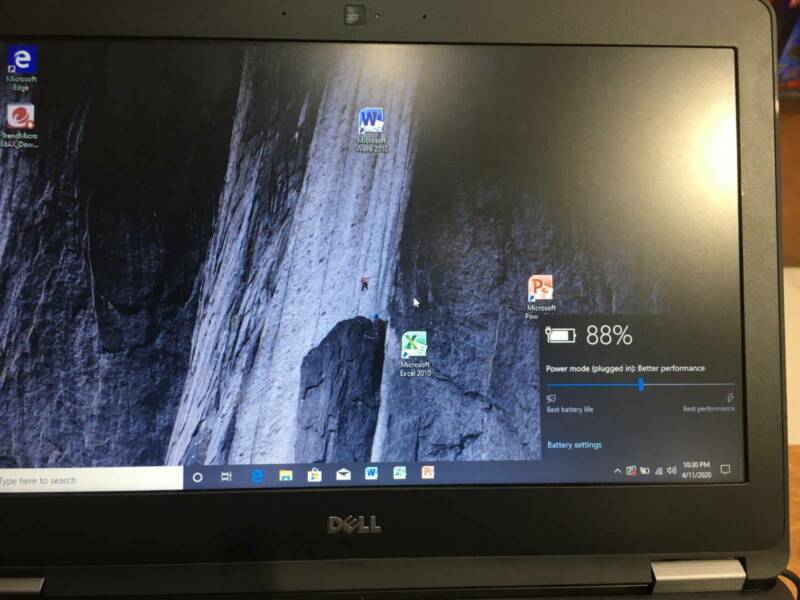 Microsoft
Edge
TrendMicro
MAX_Dow...
Microsoft
Word 2010
Microsoft
Microsoft
Excel 2010
88%
Power mode (plugged in): Better performance
Best battery life
Best performance
Battery settings
Type here to search
10:30 PM
4/11/2020
DELL